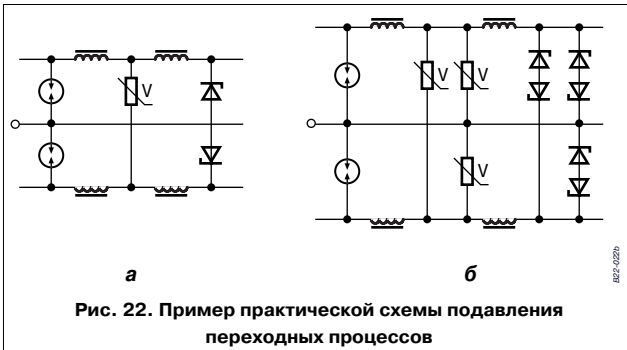 V
V
V
V
а
б
B22-022b
Рис. 22. Пример практической схемы подавления
переходных процессов